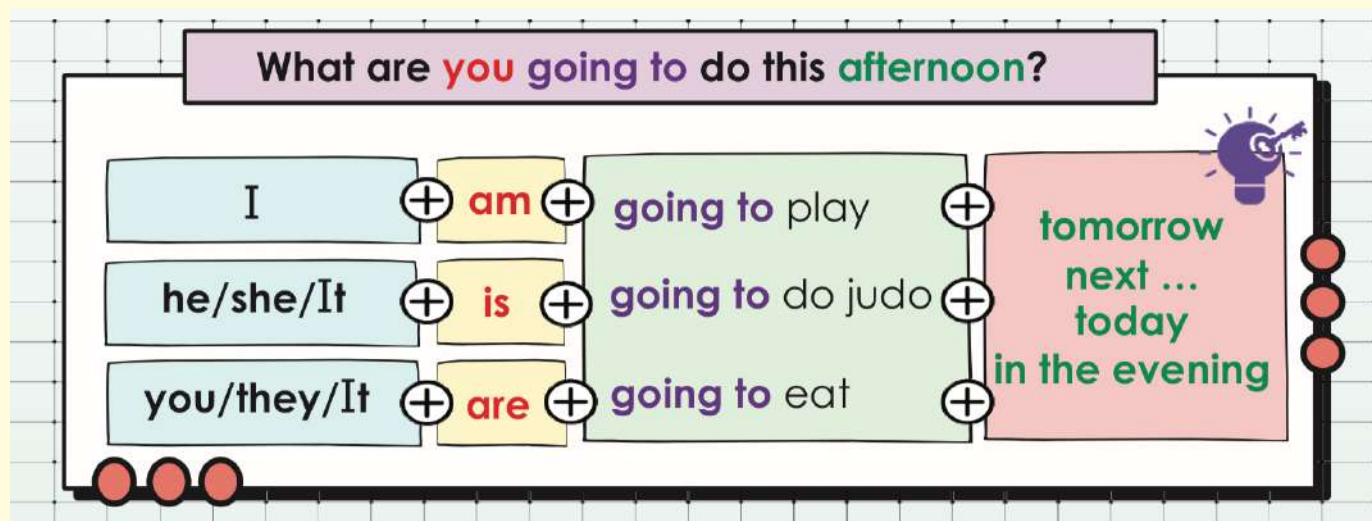 What are you going to do this afternoon?
I + am + going to play +
he/she/It + is + going to do judo +
you/they/It + are + going to eat +
tomorrow
next ...
today
in the evening